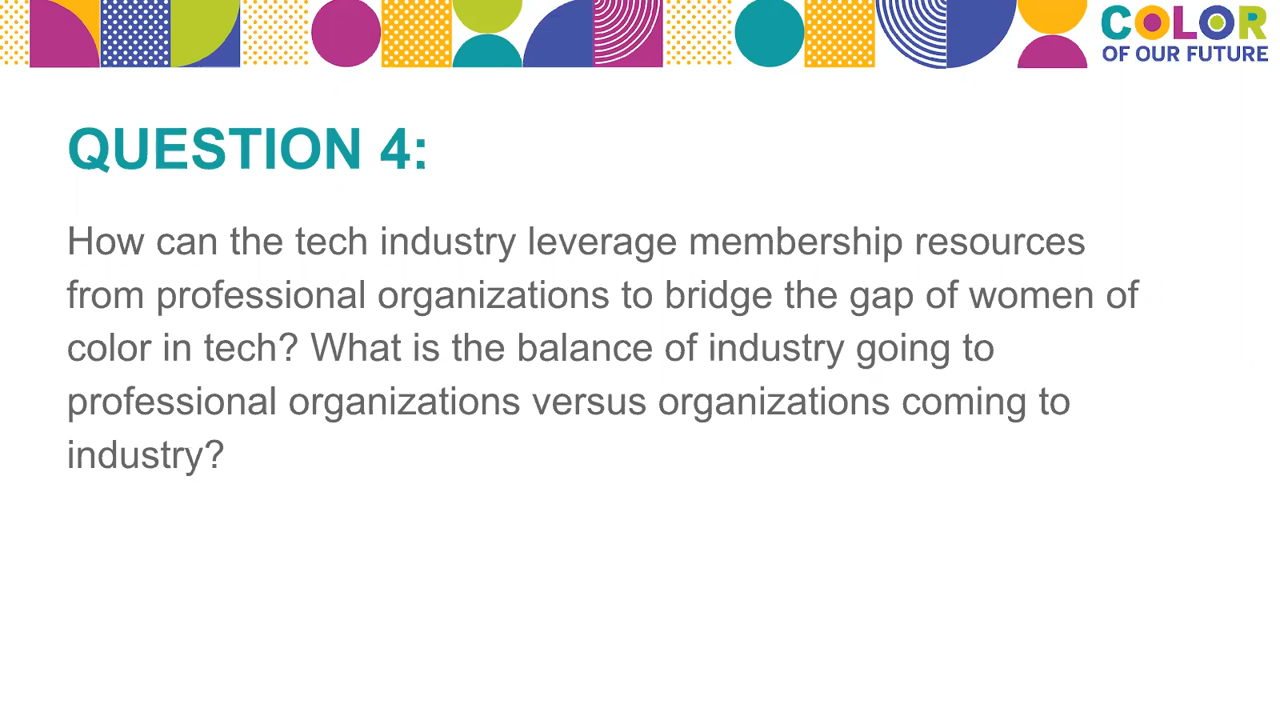 COLOR
OF OUR FUTURE
QUESTION 4:
How can the tech industry leverage membership resources
from professional organizations to bridge the gap of women of
color in tech? What is the balance of industry going to
professional organizations versus organizations coming to
industry?